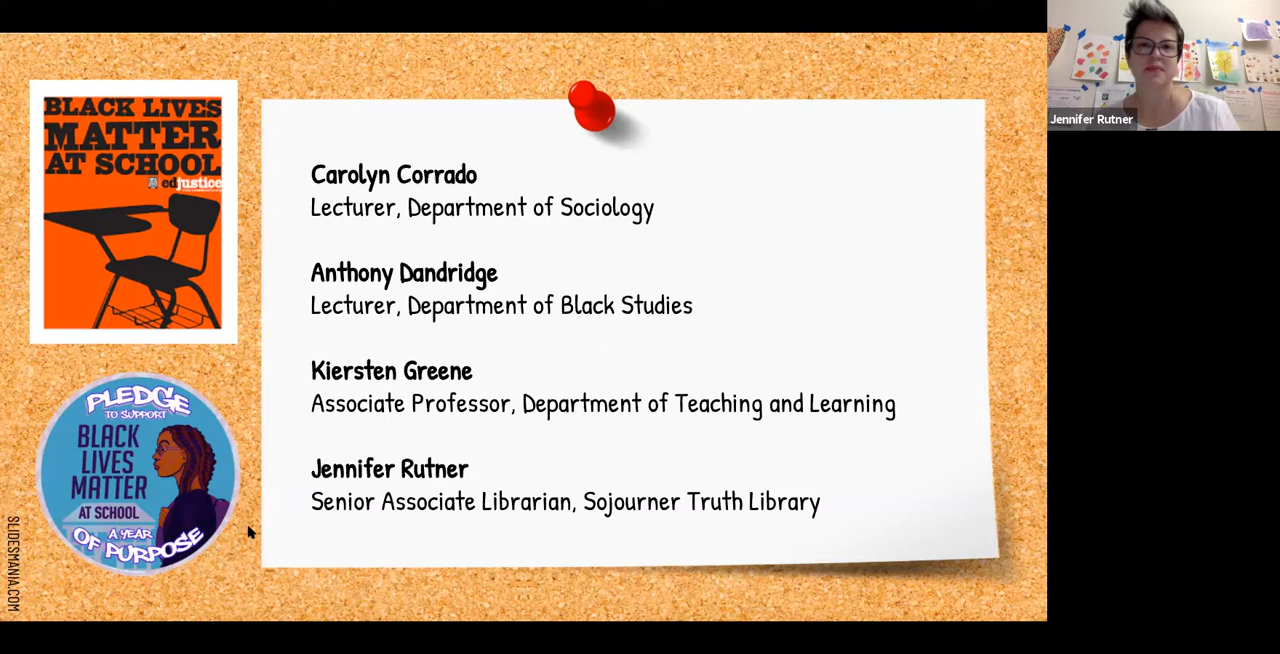 BLACK LIVES
MATTER
AT SCHOOL
edjustice
PLEDGE
TO SUPPORT
BLACK
LIVES
MATTER
AT SCHOOL
A YEAR
OF PURPOSE
SLIDESMANIA.COM
Carolyn Corrado
Lecturer, Department of Sociology
Anthony Dandridge
Lecturer, Department of Black Studies
Kiersten Greene
Associate Professor, Department of Teaching and Learning
Jennifer Rutner
Senior Associate Librarian, Sojourner Truth Library
Jennifer Rutner